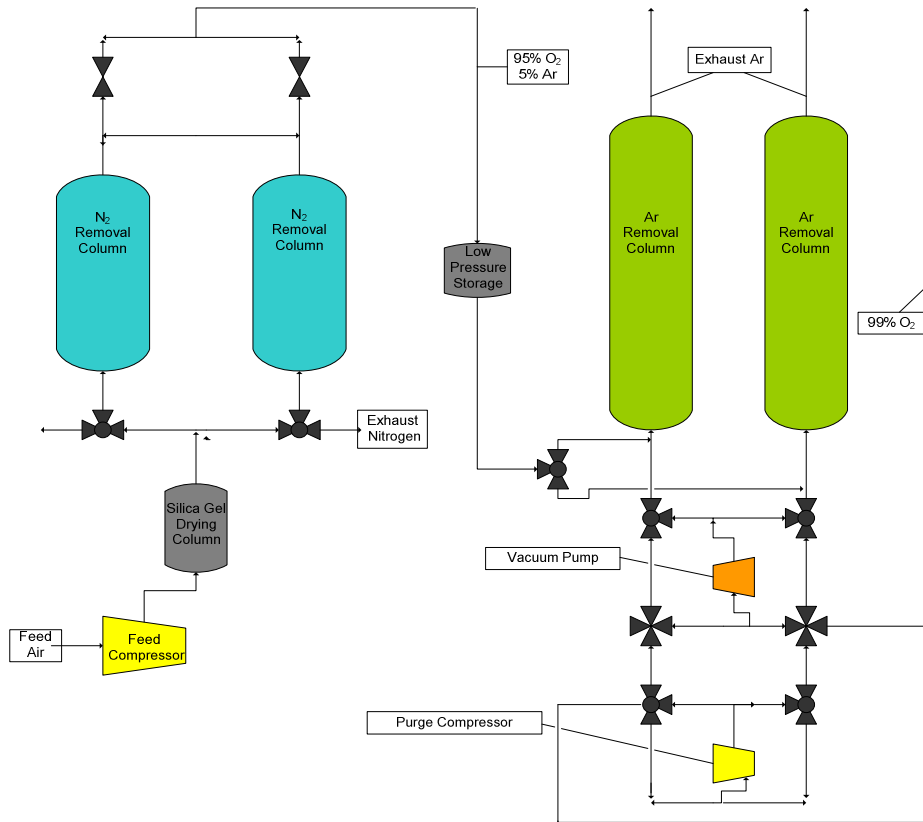 95% O₂
5% Ar
Exhaust Ar
N₂
Removal
Column
N₂
Removal
Column
Ar
Removal
Column
Ar
Removal
Column
Low
Pressure
Storage
99% O₂
Exhaust
Nitrogen
Silica Gel
Drying
Column
Vacuum Pump
Feed
Air
Feed
Compressor
Purge Compressor